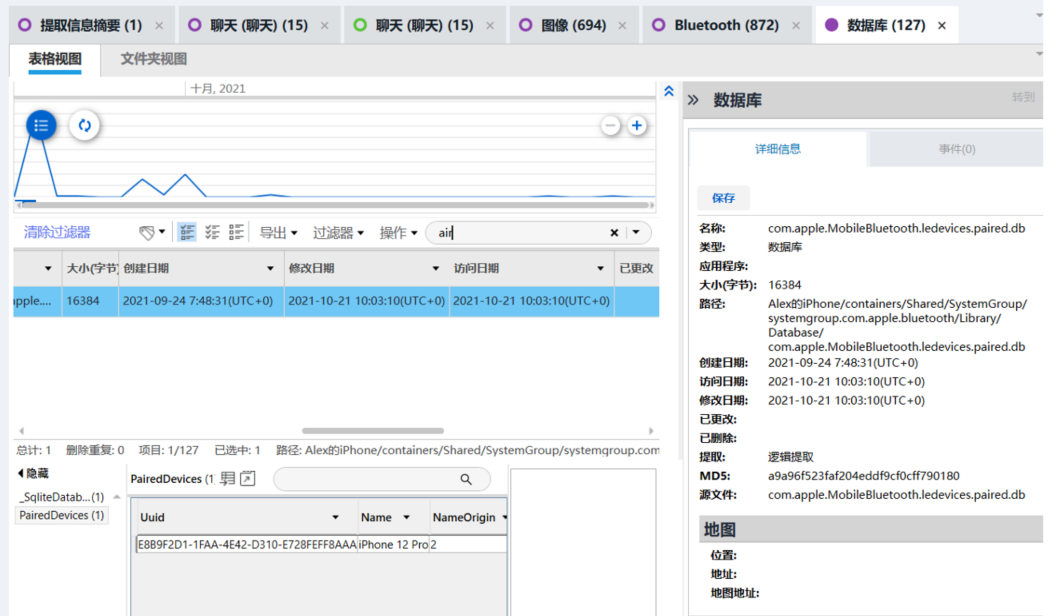 提取信息摘要 (1) × 聊天 (聊天) (15) × 聊天 (聊天) (15) × 图像 (694) × Bluetooth (872) × 数据库 (127) ×
表格视图 文件夹视图
十月, 2021
清除过滤器 导出 过滤器 操作 air
大小(字节) 创建日期 修改日期 访问日期 已更改
apple.... 16384 2021-09-24 7:48:31(UTC+0) 2021-10-21 10:03:10(UTC+0) 2021-10-21 10:03:10(UTC+0)
总计: 1 删除重复: 0 项目: 1/127 已选中: 1 路径: Alex的iPhone/containers/Shared/SystemGroup/systemgroup.com
隐藏
_SqliteDatab...(1)
PairedDevices (1)
PairedDevices (1
Uuid Name NameOrigin
E8B9F2D1-1FAA-4E42-D310-E728FEFF8AAA iPhone 12 Pro 2
数据库 转到
详细信息 事件(0)
保存
名称: com.apple.MobileBluetooth.ledevices.paired.db
类型: 数据库
应用程序:
大小(字节): 16384
路径: Alex的iPhone/containers/Shared/SystemGroup/
systemgroup.com.apple.bluetooth/Library/
Database/
com.apple.MobileBluetooth.ledevices.paired.db
创建日期: 2021-09-24 7:48:31(UTC+0)
访问日期: 2021-10-21 10:03:10(UTC+0)
修改日期: 2021-10-21 10:03:10(UTC+0)
已更改:
已删除:
提取: 逻辑提取
MD5: a9a96f523faf204eddf9cf0cff790180
源文件: com.apple.MobileBluetooth.ledevices.paired.db
地图
位置:
地址:
地图地址: